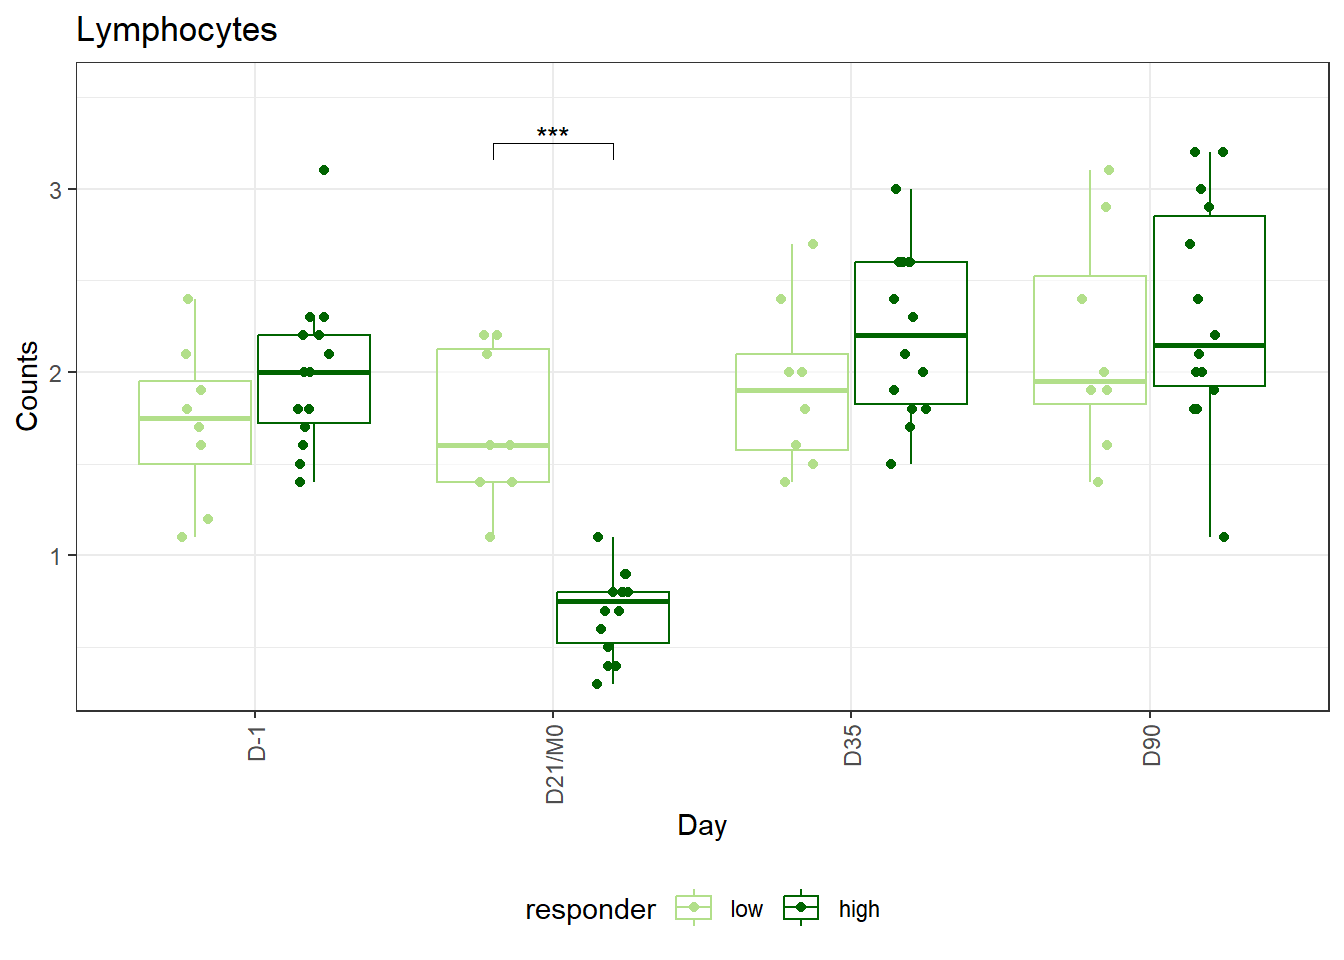 Lymphocytes
***
3
2
1
Counts
D-1
D21/M0
D35
D90
Day
responder low high